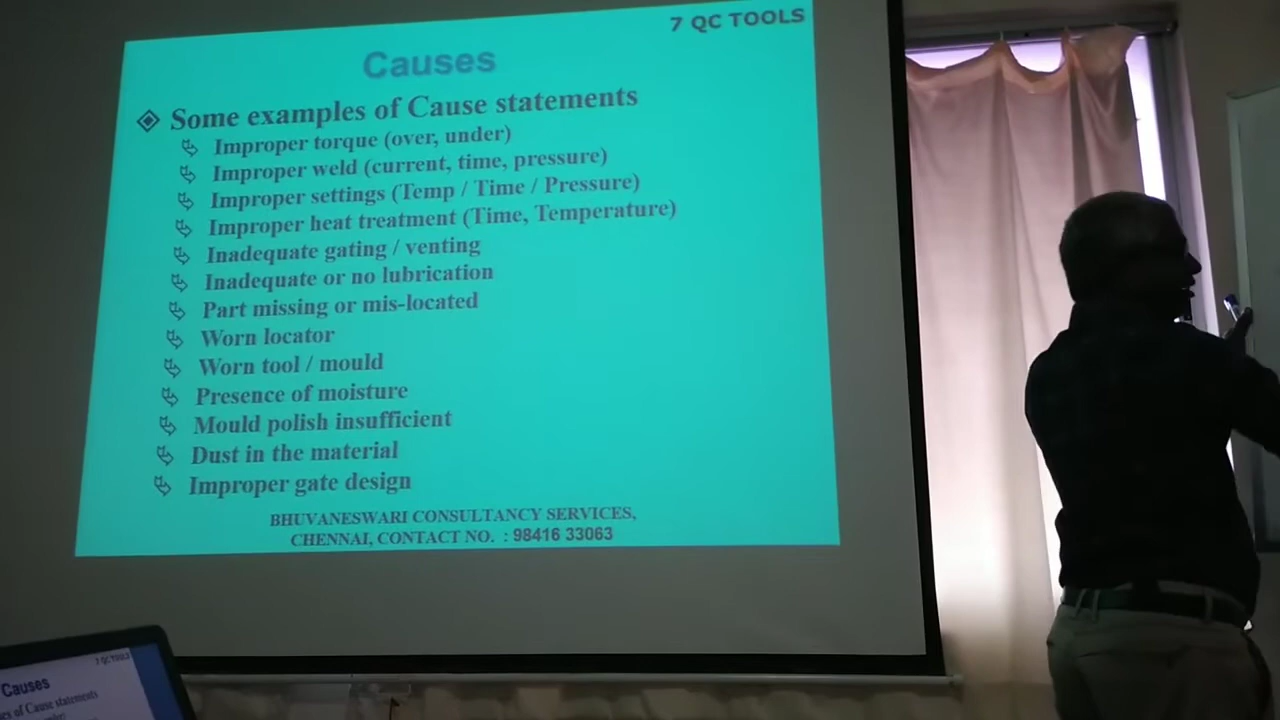 7 QC TOOLS
Causes
Some examples of Cause statements
Improper torque (over, under)
Improper weld (current, time, pressure)
Improper settings (Temp / Time / Pressure)
Improper heat treatment (Time, Temperature)
Inadequate gating / venting
Inadequate or no lubrication
Part missing or mis-located
Worn locator
Worn tool / mould
Presence of moisture
Mould polish insufficient
Dust in the material
Improper gate design
BHUVANESWARI CONSULTANCY SERVICES,
CHENNAI, CONTACT NO. : 98416 33063
7 QC TOOLS
Causes
of Cause statements